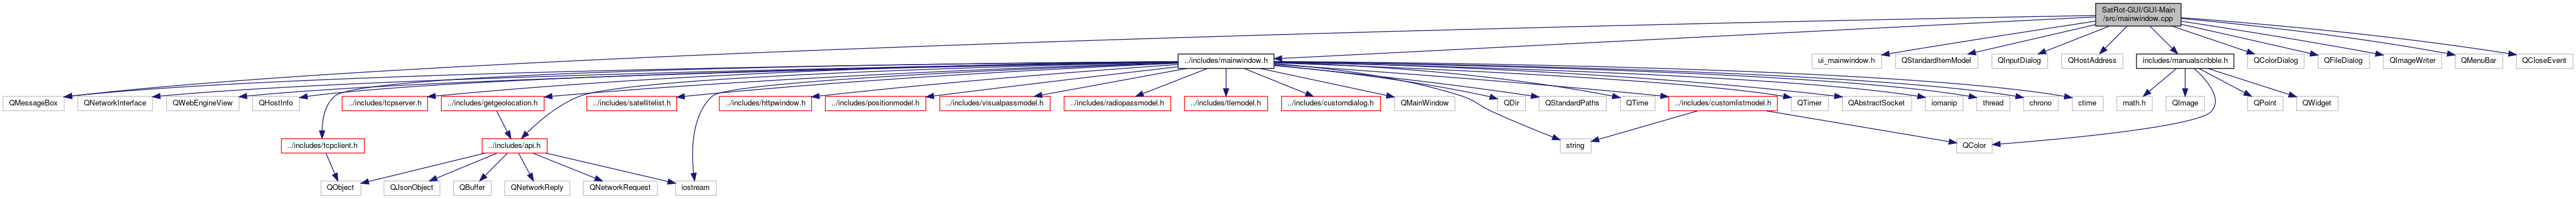 SatRot-GUI/GUI-Main
/src/mainwindow.cpp
../includes/mainwindow.h
ui_mainwindow.h
QStandardItemModel
QInputDialog
QHostAddress
includes/manualscribble.h
QColorDialog
QFileDialog
QImageWriter
QMenuBar
QCloseEvent
QMessageBox
QNetworkInterface
QWebEngineView
QHostInfo
../includes/tcpserver.h
../includes/getgeolocation.h
../includes/satellitelist.h
../includes/httpwindow.h
../includes/positionmodel.h
../includes/visualpassmodel.h
../includes/radiopassmodel.h
../includes/tlemodel.h
../includes/customdialog.h
QMainWindow
QDir
QStandardPaths
QTime
../includes/customlistmodel.h
QTimer
QAbstractSocket
iomanip
thread
chrono
ctime
math.h
QImage
QPoint
QWidget
../includes/tcpclient.h
../includes/api.h
string
QColor
QObject
QJsonObject
QBuffer
QNetworkReply
QNetworkRequest
iostream